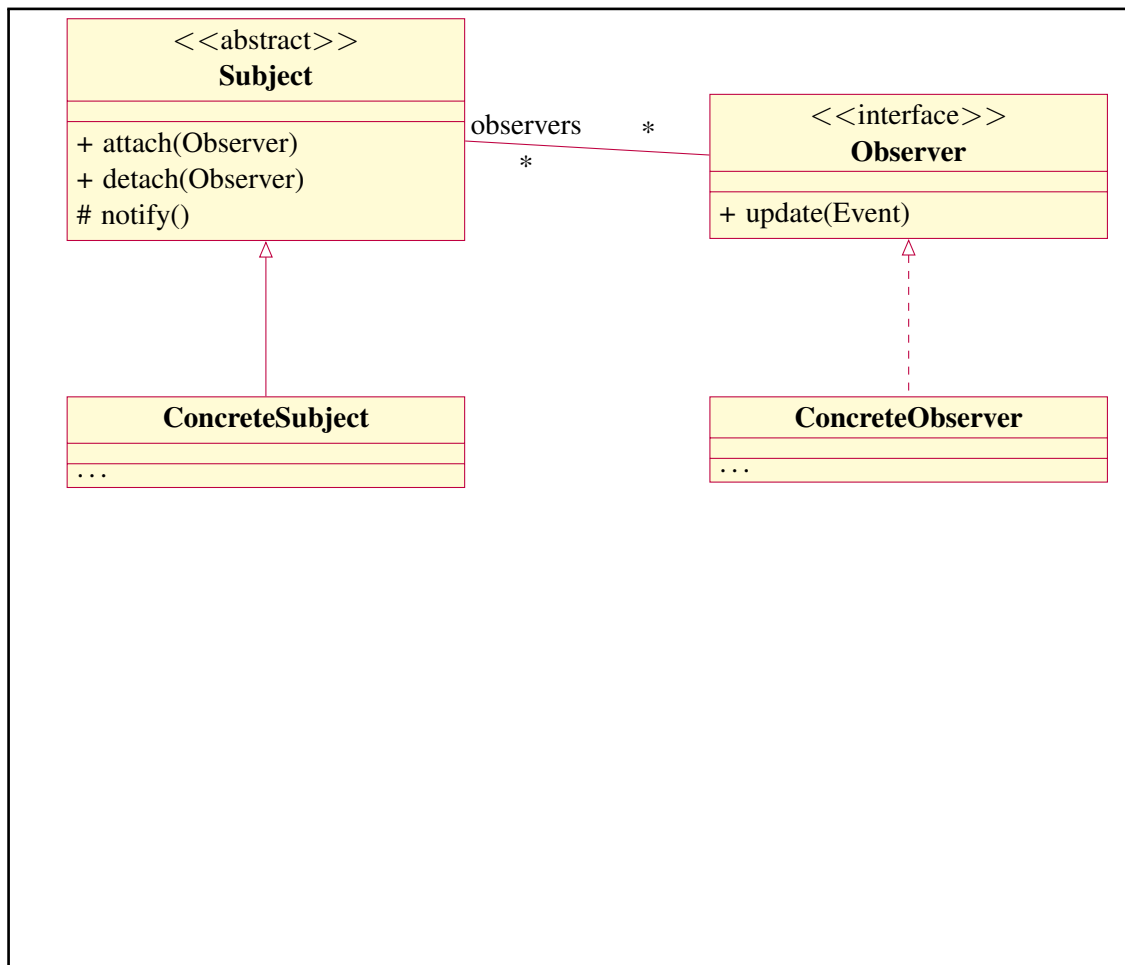 <<abstract>>
Subject
+ attach(Observer)
+ detach(Observer)
# notify()
observers
*
*
<<interface>>
Observer
+ update(Event)
ConcreteSubject
...
ConcreteObserver
...